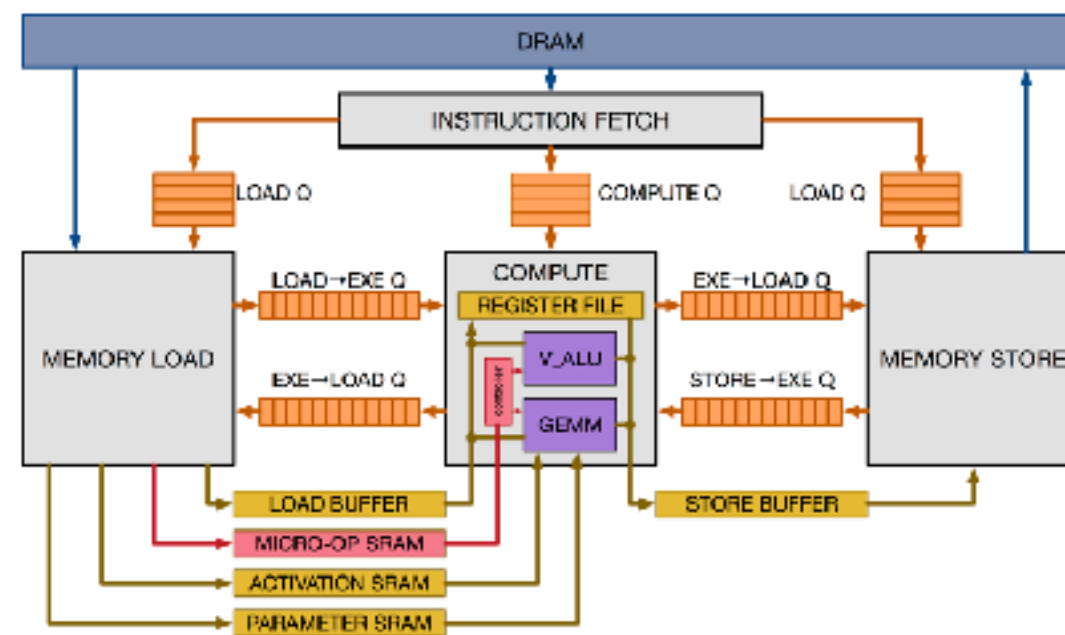 DRAM
INSTRUCTION FETCH
LOAD Q
COMPUTE Q
LOAD Q
LOAD→EXE Q
COMPUTE
EXE→LOAD Q
REGISTER FILE
MEMORY LOAD
V_ALU
MEMORY STORE
EXE→LOAD Q
controller
STORE→EXE Q
GEMM
LOAD BUFFER
STORE BUFFER
MICRO-OP SRAM
ACTIVATION SRAM
PARAMETER SRAM